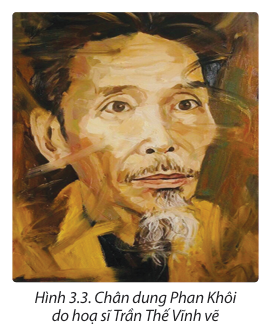 Hình 3.3. Chân dung Phan Khôi
do hoạ sĩ Trần Thế Vĩnh vẽ